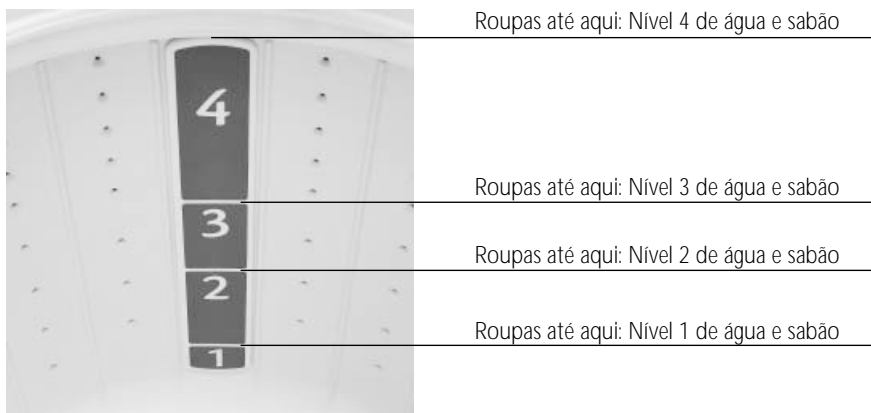 Roupas até aqui: Nível 4 de água e sabão
4
Roupas até aqui: Nível 3 de água e sabão
3
Roupas até aqui: Nível 2 de água e sabão
2
Roupas até aqui: Nível 1 de água e sabão
1